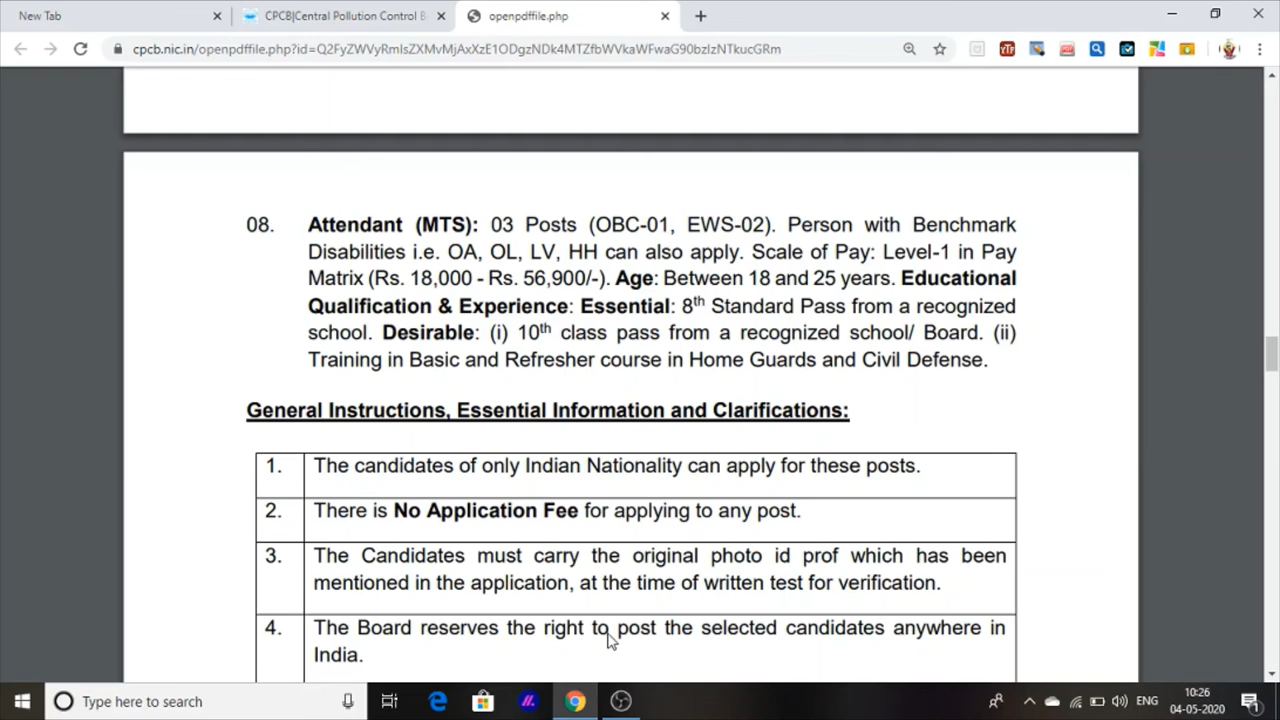 New Tab
CPCB|Central Pollution Control B
openpdffile.php
cpcb.nic.in/openpdffile.php?id=Q2FyZWVyRmlsZXMvMjAxXzE1ODgzNDk4MTZfbWVkaWFwaG90bzIzNTkucGRm
08. Attendant (MTS): 03 Posts (OBC-01, EWS-02). Person with Benchmark
Disabilities i.e. OA, OL, LV, HH can also apply. Scale of Pay: Level-1 in Pay
Matrix (Rs. 18,000 - Rs. 56,900/-). Age: Between 18 and 25 years. Educational
Qualification & Experience: Essential: 8th Standard Pass from a recognized
school. Desirable: (i) 10th class pass from a recognized school/ Board. (ii)
Training in Basic and Refresher course in Home Guards and Civil Defense.
General Instructions, Essential Information and Clarifications:
1. The candidates of only Indian Nationality can apply for these posts.
2. There is No Application Fee for applying to any post.
3. The Candidates must carry the original photo id prof which has been
mentioned in the application, at the time of written test for verification.
4. The Board reserves the right to post the selected candidates anywhere in
India.
Type here to search
ENG
10:26
04-05-2020